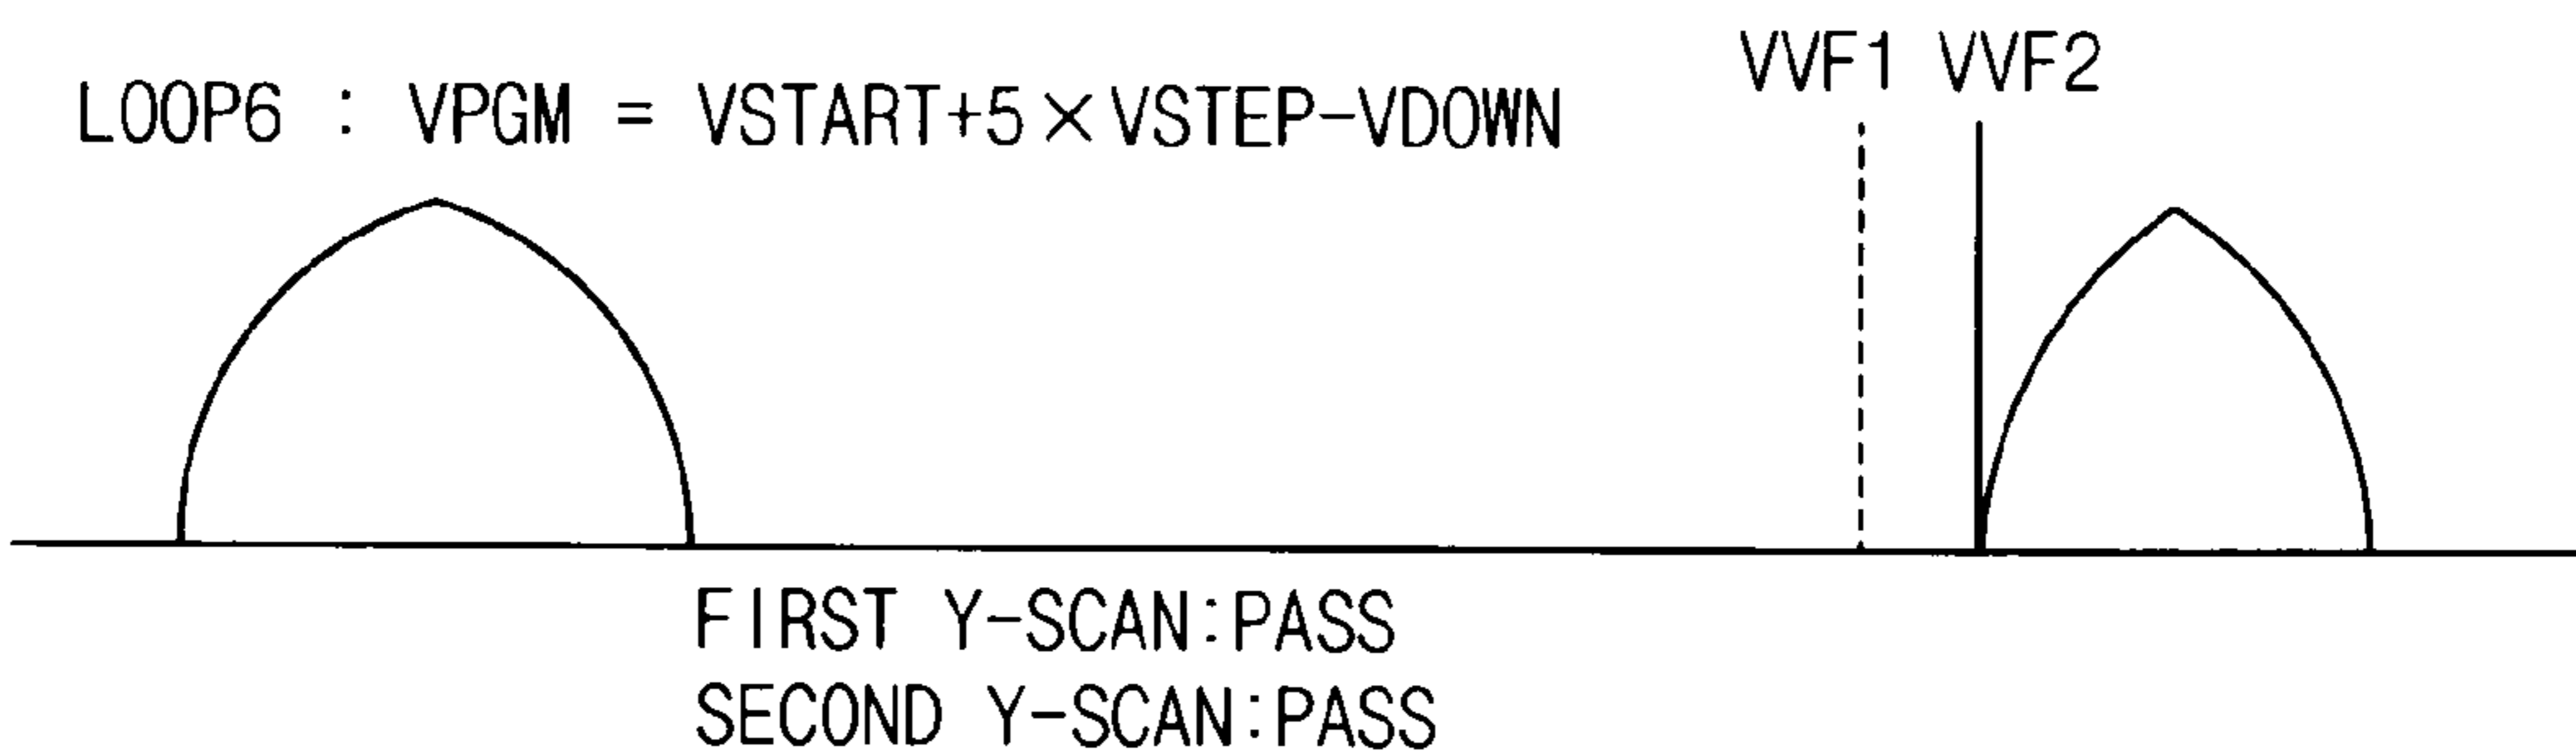 VVF1 VVF2
LOOP6 : VPGM = VSTART+5×VSTEP-VDOWN
FIRST Y-SCAN:PASS
SECOND Y-SCAN:PASS